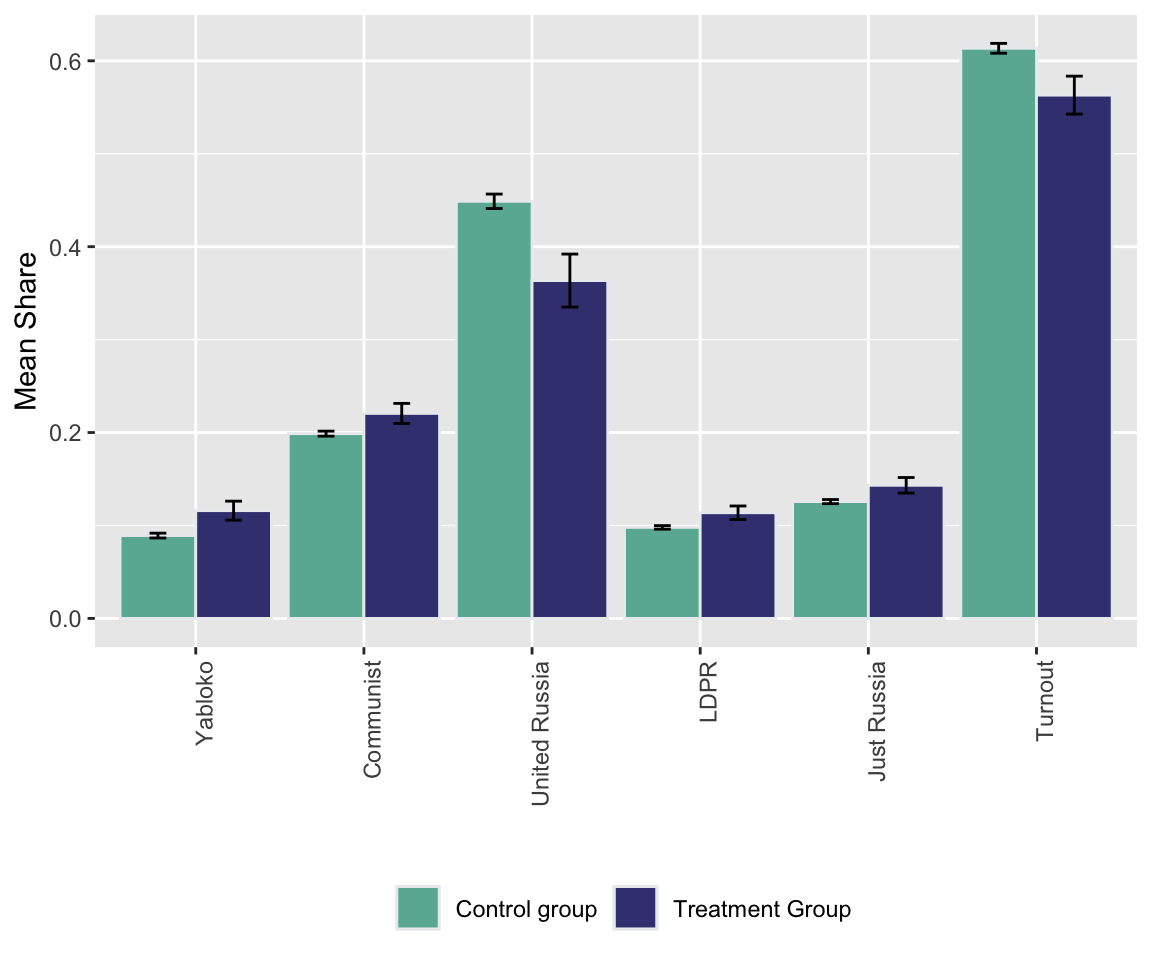 Mean Share
0.6
0.4
0.2
0.0
Yabloko
Communist
United Russia
LDPR
Just Russia
Turnout
Control group
Treatment Group